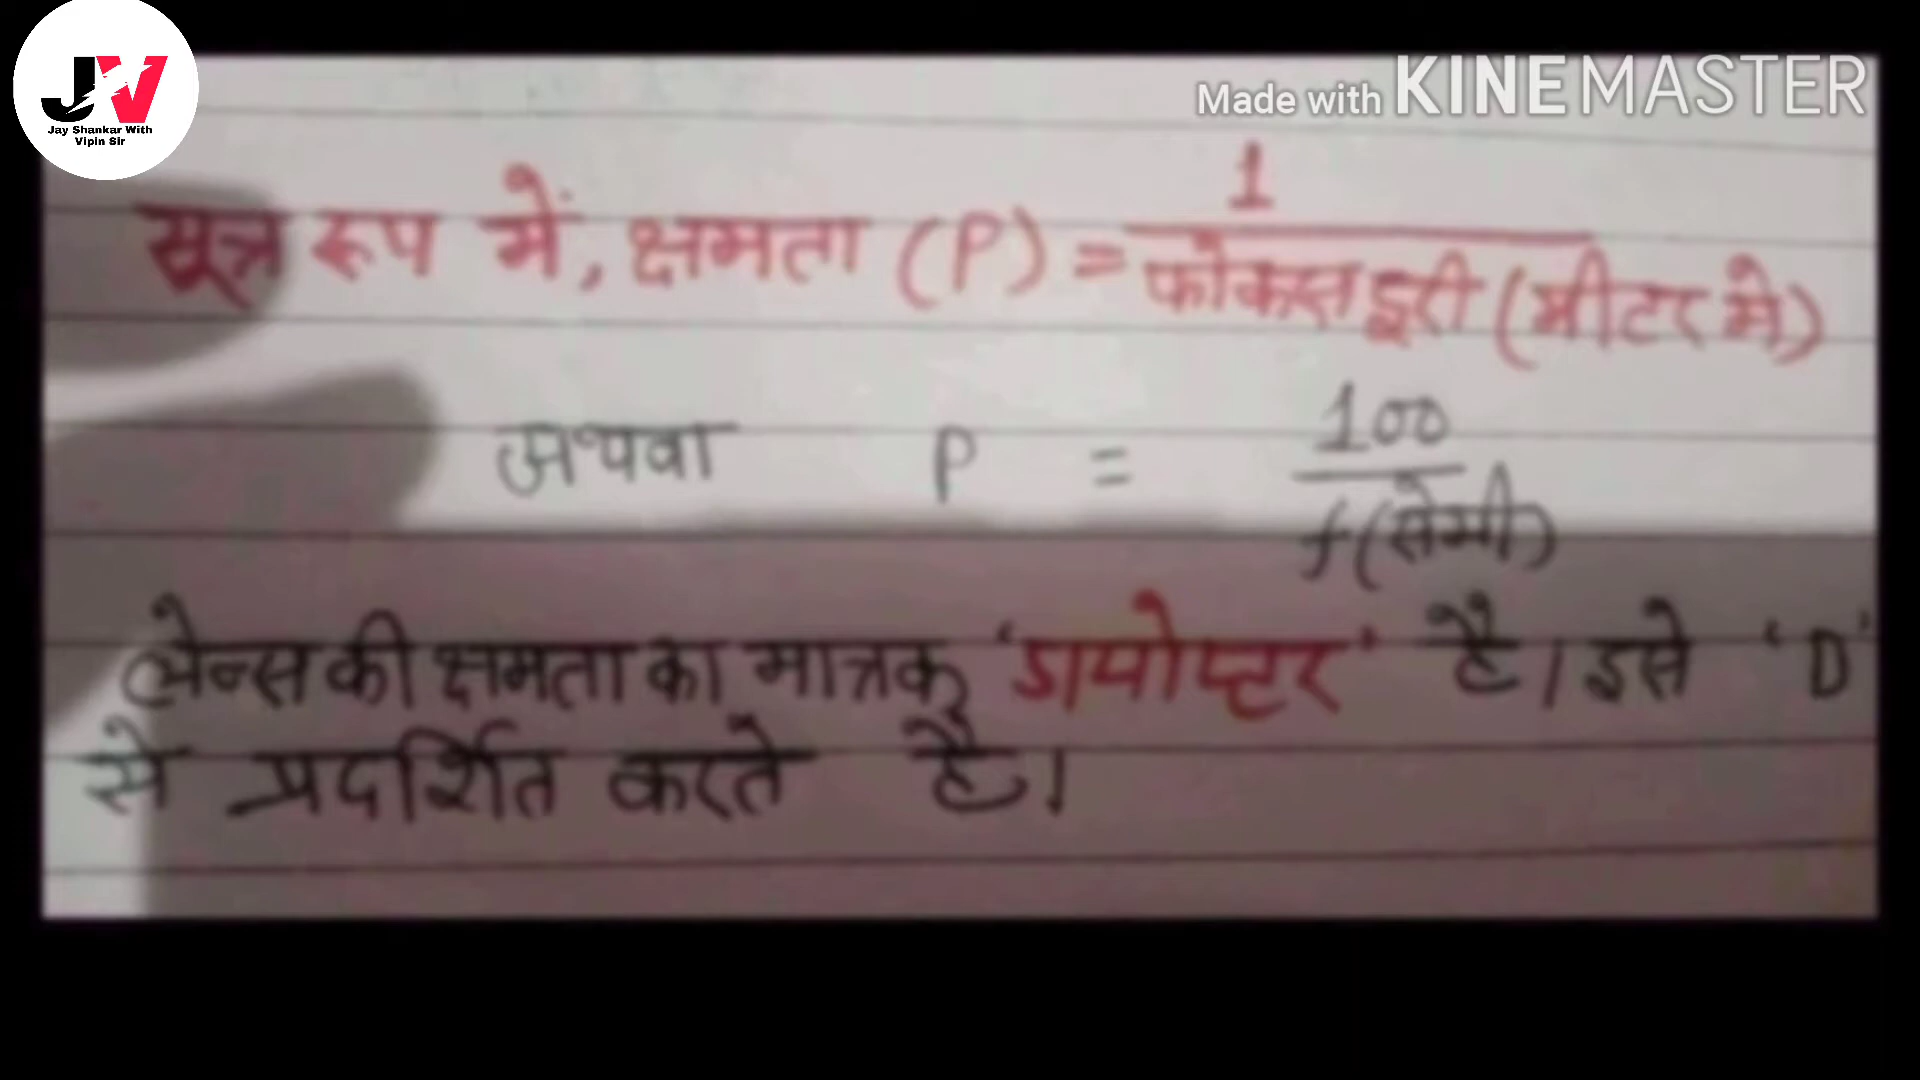 JV
Jay Shankar With
Vipin Sir
Made with KINEMASTER
सूत्र रूप में, क्षमता (P) = 1
फोकस दूरी (मीटर मे)
अथवा P = 100
f (सेमी)
लेन्स की क्षमता का मात्रक 'डायोप्टर' है। इसे 'D'
से प्रदर्शित करते है।